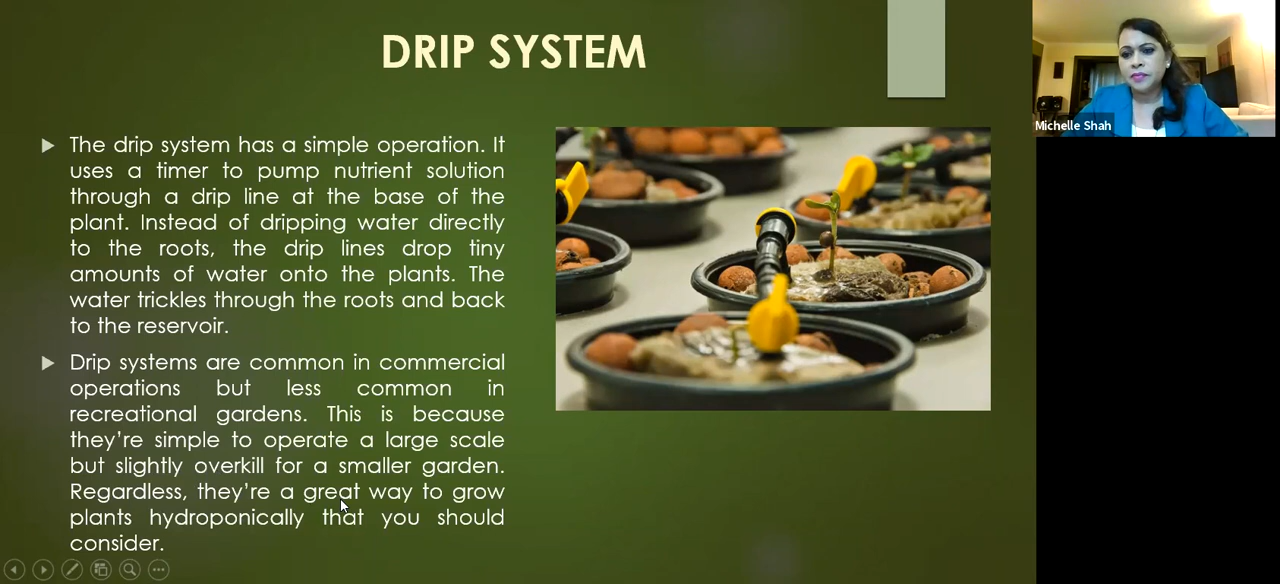 DRIP SYSTEM
The drip system has a simple operation. It
uses a timer to pump nutrient solution
through a drip line at the base of the
plant. Instead of dripping water directly
to the roots, the drip lines drop tiny
amounts of water onto the plants. The
water trickles through the roots and back
to the reservoir.
Drip systems are common in commercial
operations but less common in
recreational gardens. This is because
they’re simple to operate a large scale
but slightly overkill for a smaller garden.
Regardless, they’re a great way to grow
plants hydroponically that you should
consider.
Michelle Shah